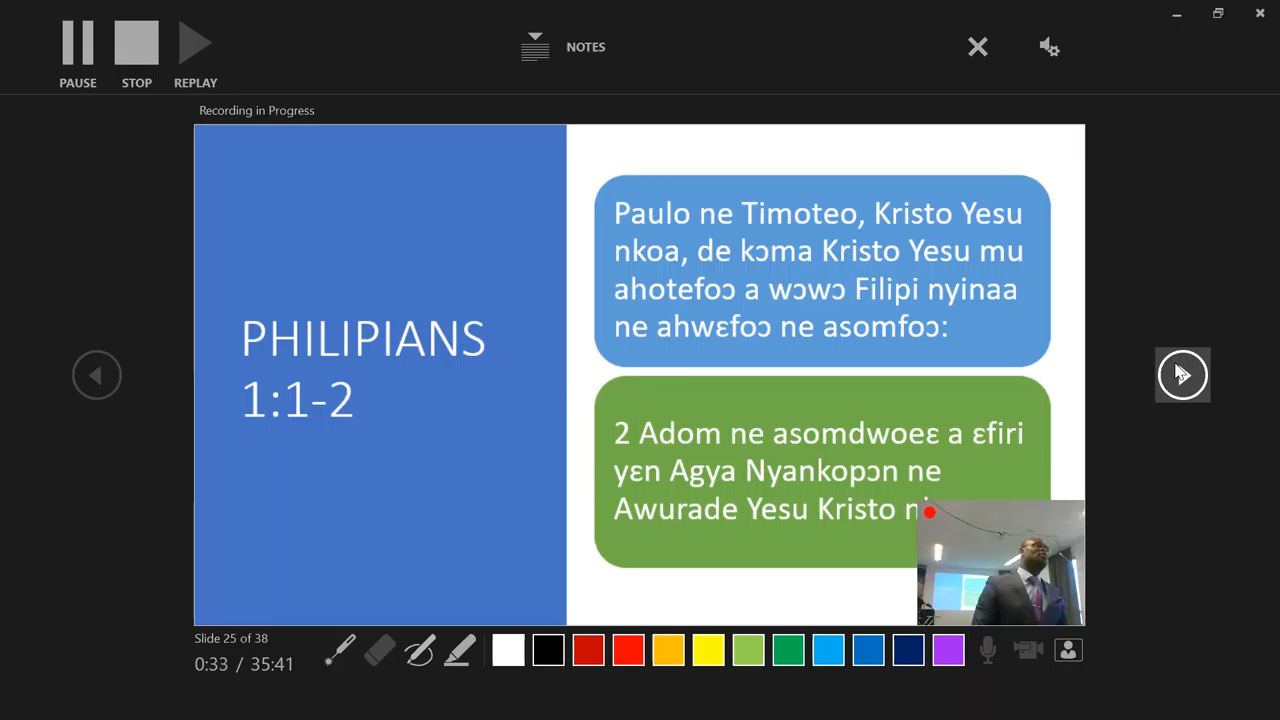 PAUSE
STOP
REPLAY
NOTES
Recording in Progress
PHILIPIANS
1:1-2
Paulo ne Timoteo, Kristo Yesu
nkoa, de kɔma Kristo Yesu mu
ahotefoɔ a wɔwɔ Filipi nyinaa
ne ahwɛfoɔ ne asomfoɔ:
2 Adom ne asomdwoeɛ a ɛfiri
yɛn Agya Nyankopɔn ne
Awurade Yesu Kristo
Slide 25 of 38
0:33 / 35:41